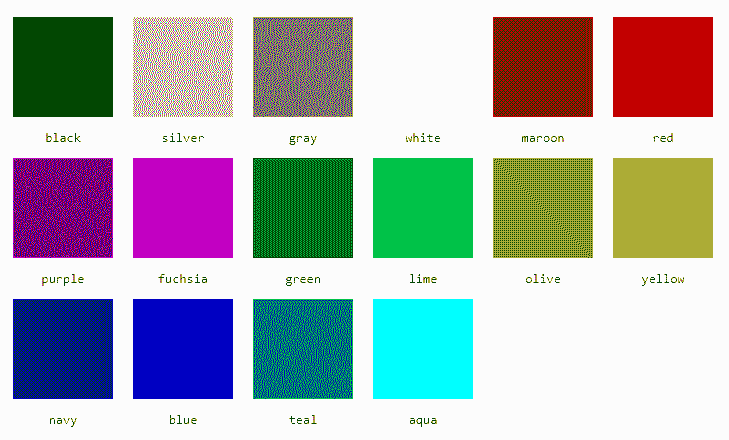 black silver gray white maroon red
purple fuchsia green lime olive yellow
navy blue teal aqua